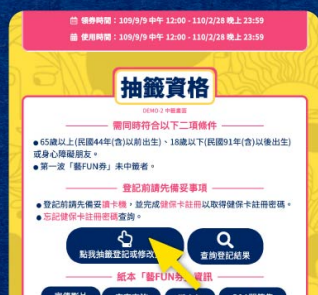 領券時間：109/9/9 中午 12:00 - 110/2/28 晚上 23:59
使用時間：109/9/9 中午 12:00 - 110/2/28 晚上 23:59
抽籤資格
需同時符合以下二項條件
●65歲以上(民國44年(含)以前出生)、18歲以下(民國91年(含)以後出生)
或身心障礙朋友。
●第一波「藝FUN券」未中籤者。
登記前請先備妥事項
●登記前請先備妥讀卡機，並完成健保卡註冊以取得健保卡註冊密碼。
●忘記健保卡註冊密碼查詢。
點我抽籤登記或修改
查詢登記結果
紙本「藝FUN券」資訊